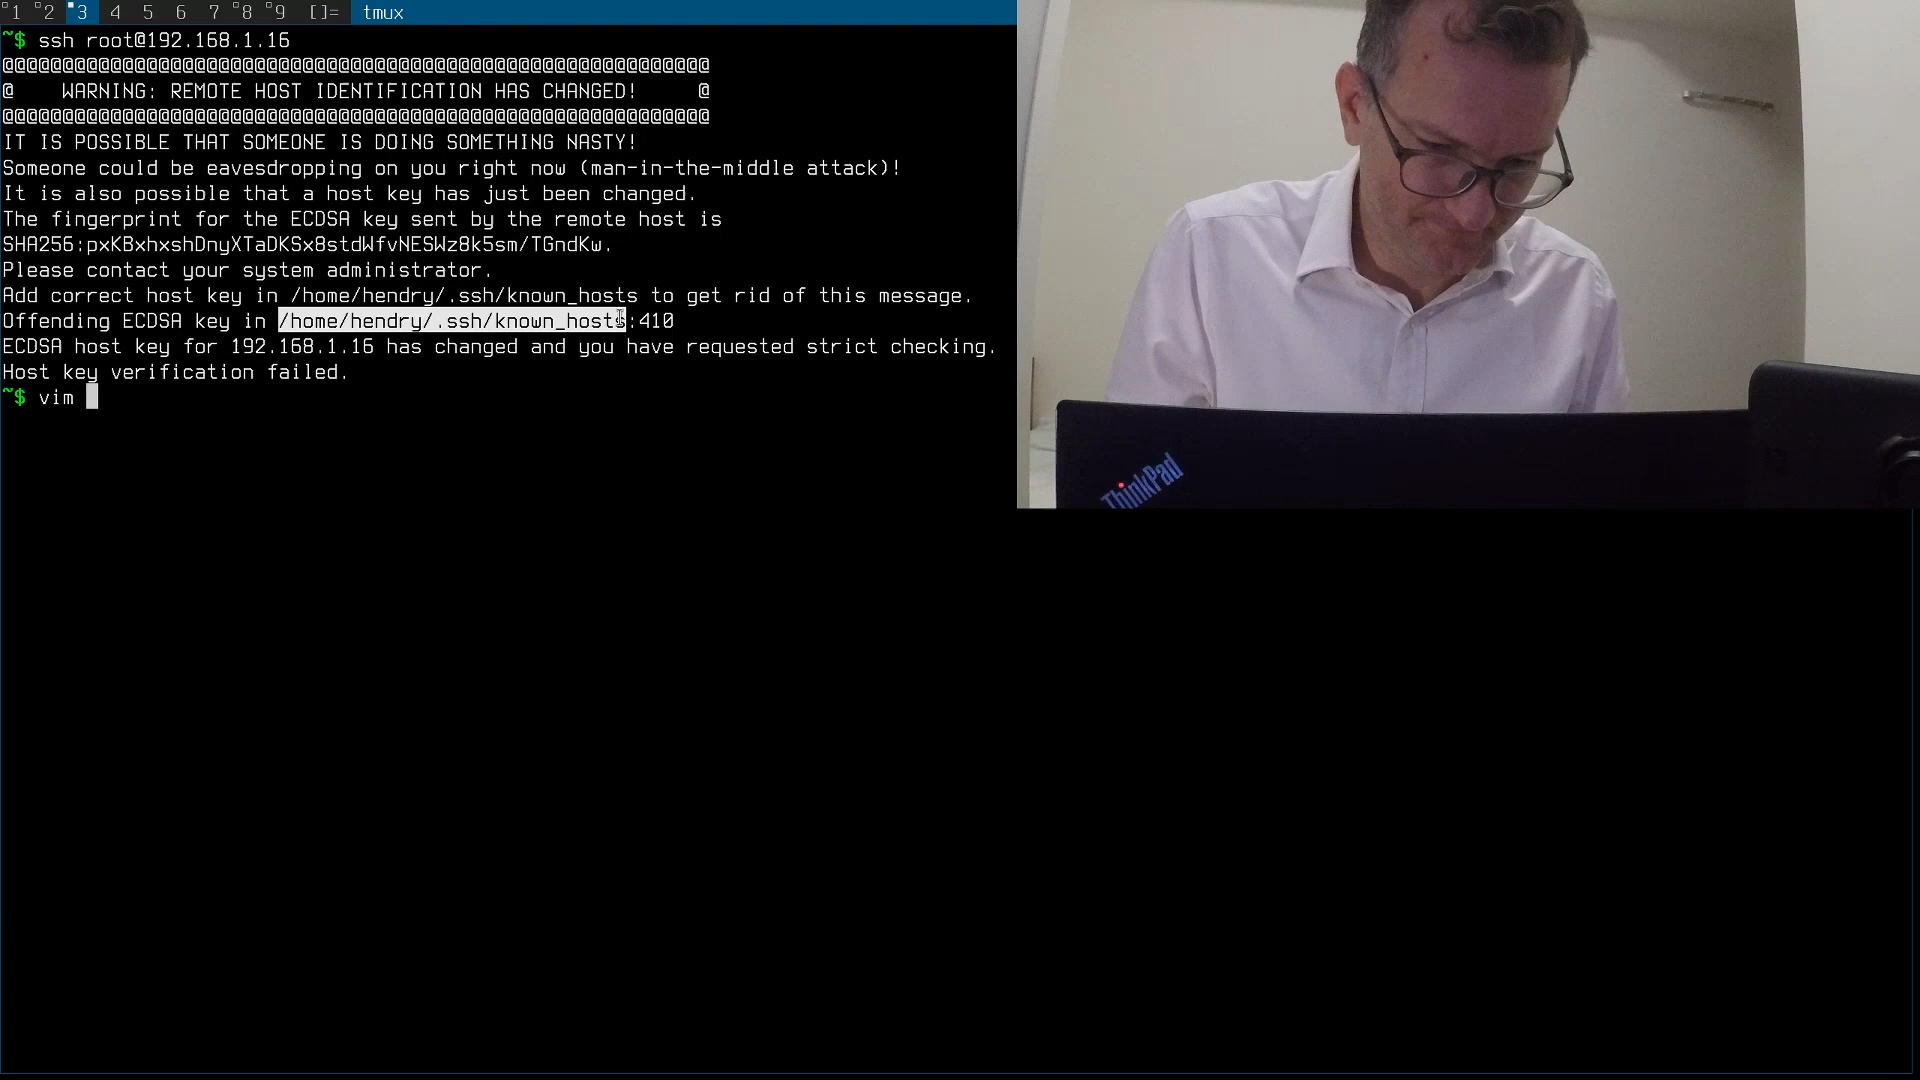 1 2 3 4 5 6 7 8 9 []= tmux
~$ ssh root@192.168.1.16
@@@@@@@@@@@@@@@@@@@@@@@@@@@@@@@@@@@@@@@@@@@@@@@@@@@@@@@@@@@
@    WARNING: REMOTE HOST IDENTIFICATION HAS CHANGED!     @
@@@@@@@@@@@@@@@@@@@@@@@@@@@@@@@@@@@@@@@@@@@@@@@@@@@@@@@@@@@
IT IS POSSIBLE THAT SOMEONE IS DOING SOMETHING NASTY!
Someone could be eavesdropping on you right now (man-in-the-middle attack)!
It is also possible that a host key has just been changed.
The fingerprint for the ECDSA key sent by the remote host is
SHA256:pxKBxhxshDnyXTaDKSx8stdWfvNESWz8k5sm/TGndKw.
Please contact your system administrator.
Add correct host key in /home/hendry/.ssh/known_hosts to get rid of this message.
Offending ECDSA key in /home/hendry/.ssh/known_hosts:410
ECDSA host key for 192.168.1.16 has changed and you have requested strict checking.
Host key verification failed.
~$ vim
ThinkPad